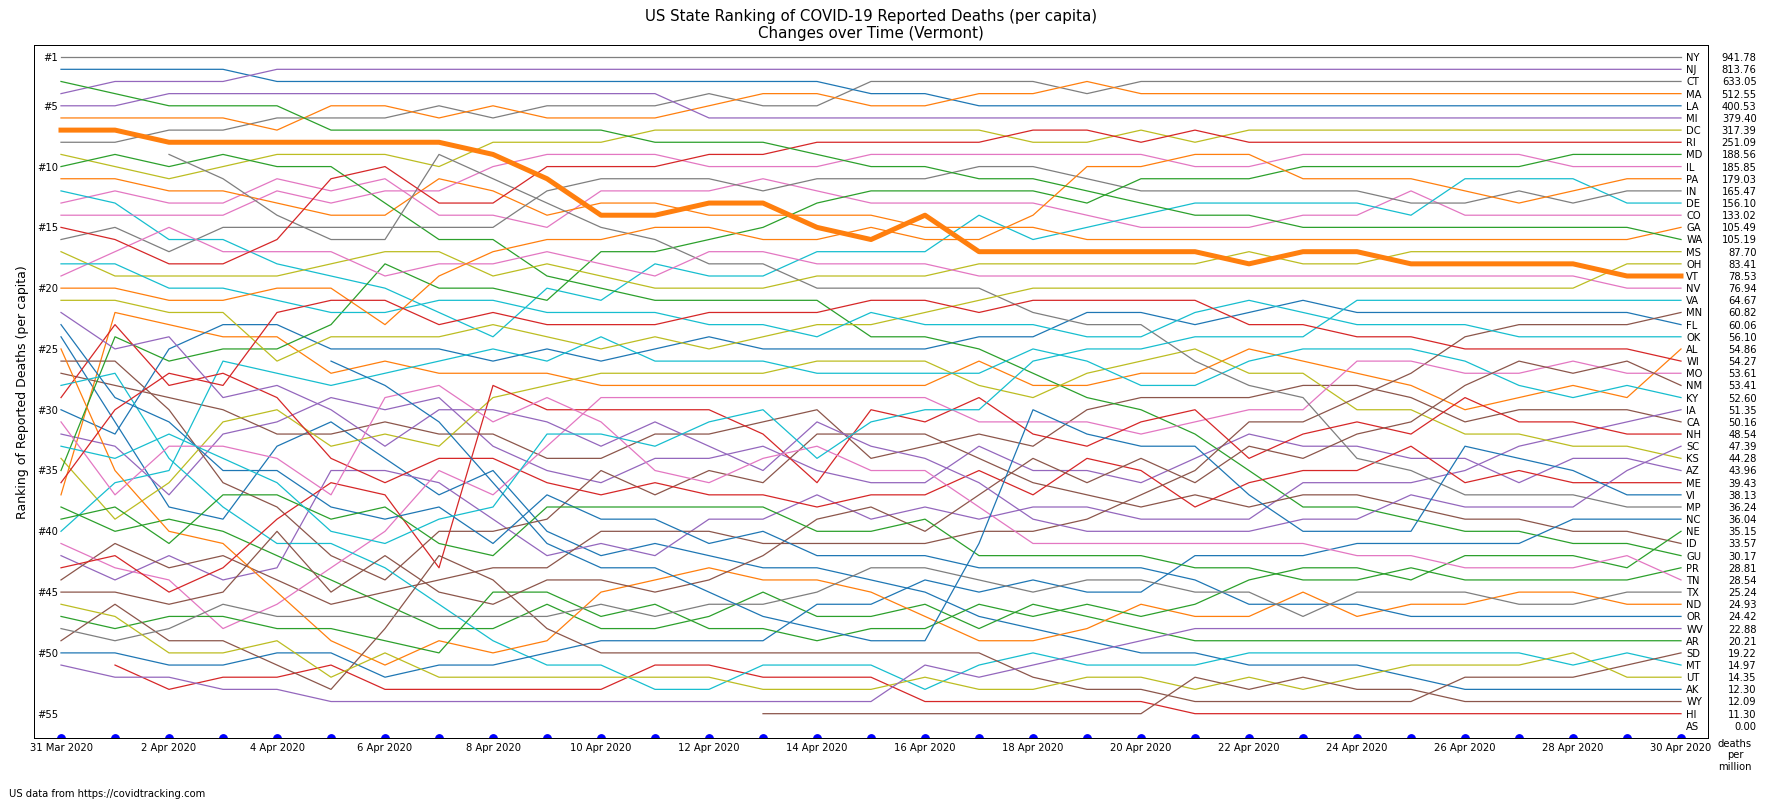 US State Ranking of COVID-19 Reported Deaths (per capita)
Changes over Time (Vermont)
Ranking of Reported Deaths (per capita)
#1
#5
#10
#15
#20
#25
#30
#35
#40
#45
#50
#55
NY 941.78
NJ 813.76
CT 633.05
MA 512.55
LA 400.53
MI 379.40
DC 317.39
RI 251.09
MD 188.56
IL 185.85
PA 179.03
IN 165.47
DE 156.10
CO 133.02
GA 105.49
WA 105.19
MS 87.70
OH 83.41
VT 78.53
NV 76.94
VA 64.67
MN 60.82
FL 60.06
OK 56.10
AL 54.86
WI 54.27
MO 53.61
NM 53.41
KY 52.60
IA 51.35
CA 50.16
NH 48.54
SC 47.39
KS 44.28
AZ 43.96
ME 39.43
VI 38.13
MP 36.24
NC 36.04
NE 35.15
ID 33.57
GU 30.17
PR 28.81
TN 28.54
TX 25.24
ND 24.93
OR 24.42
WV 22.88
AR 20.21
SD 19.22
MT 14.97
UT 14.35
AK 12.30
WY 12.09
HI 11.30
AS 0.00
31 Mar 2020 2 Apr 2020 4 Apr 2020 6 Apr 2020 8 Apr 2020 10 Apr 2020 12 Apr 2020 14 Apr 2020 16 Apr 2020 18 Apr 2020 20 Apr 2020 22 Apr 2020 24 Apr 2020 26 Apr 2020 28 Apr 2020 30 Apr 2020
deaths
per
million
US data from https://covidtracking.com